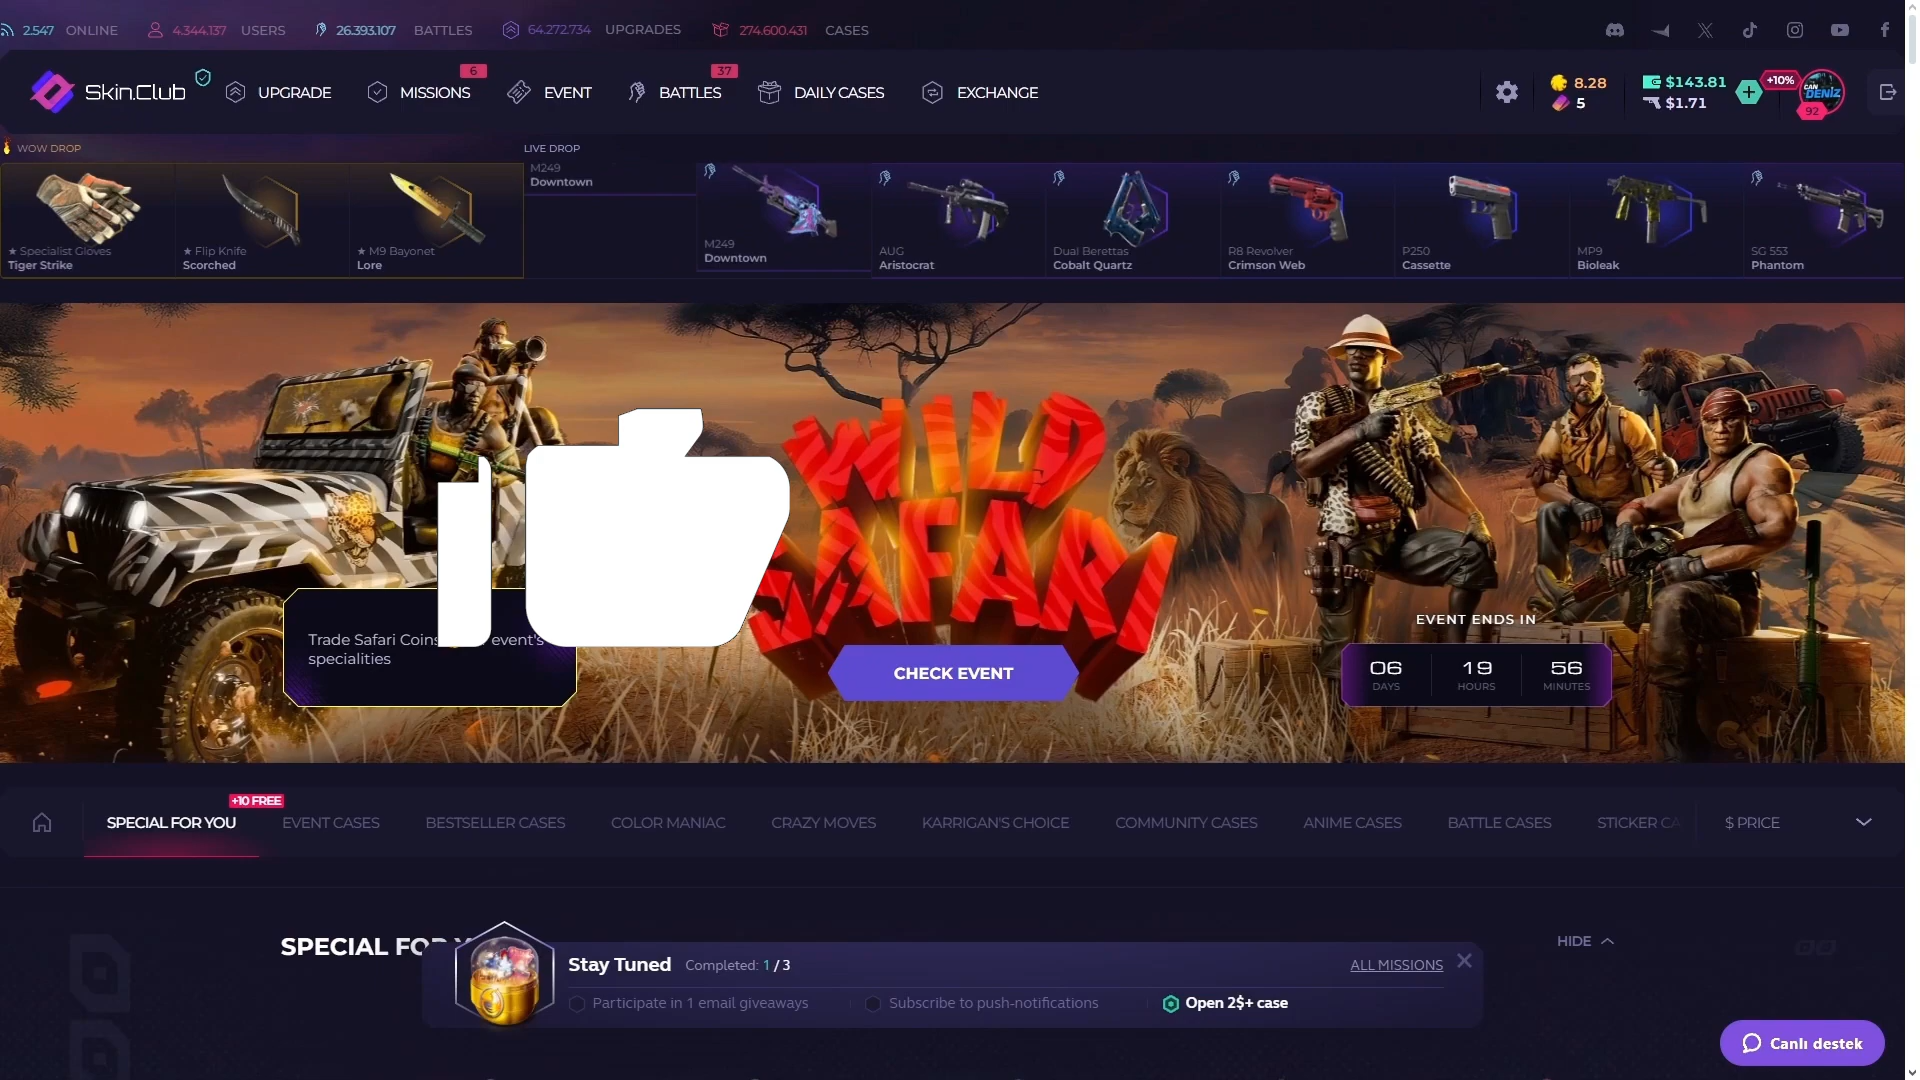 2.547 ONLINE 4.344.137 USERS 26.393.107 BATTLES 64.272.734 UPGRADES 274.600.431 CASES
Skin.Club
UPGRADE
6
MISSIONS
EVENT
37
BATTLES
DAILY CASES
EXCHANGE
8.28
5
$143.81
$1.71
+10%
CAN DENİZ
92
WOW DROP
LIVE DROP
★ Specialist Gloves
Tiger Strike
★ Flip Knife
Scorched
★ M9 Bayonet
Lore
M249
Downtown
M249
Downtown
AUG
Aristocrat
Dual Berettas
Cobalt Quartz
R8 Revolver
Crimson Web
P250
Cassette
MP9
Bioleak
SG 553
Phantom
WILD
SAFARI
Trade Safari Coins event's
specialities
CHECK EVENT
EVENT ENDS IN
06 19 56
DAYS HOURS MINUTES
+10 FREE
SPECIAL FOR YOU EVENT CASES BESTSELLER CASES COLOR MANIAC CRAZY MOVES KARRIGAN'S CHOICE COMMUNITY CASES ANIME CASES BATTLE CASES STICKER CA $ PRICE
SPECIAL FOR Y
HIDE
Stay Tuned Completed: 1 / 3
ALL MISSIONS
Participate in 1 email giveaways Subscribe to push-notifications Open 2$+ case
Canlı destek